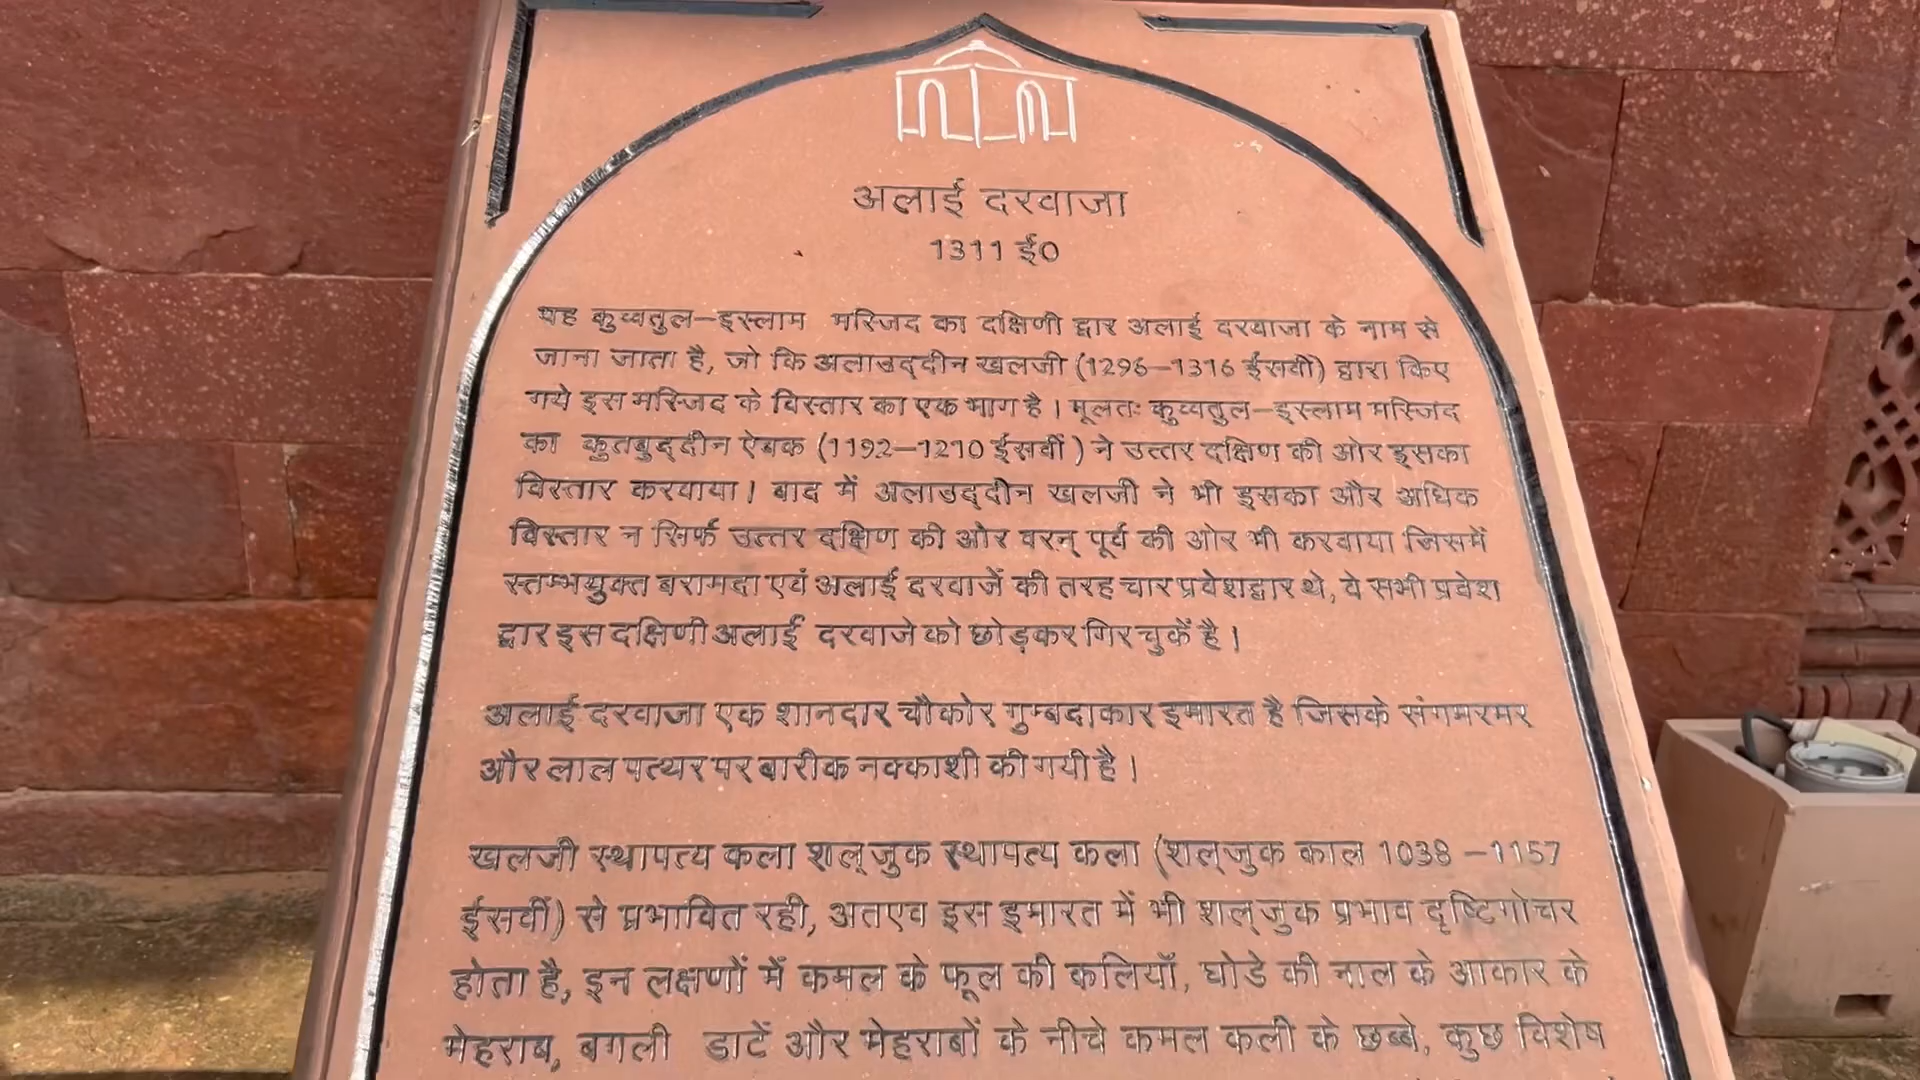 अलाई दरवाजा
1311 ई0
यह कुव्वतुल-इस्लाम मस्जिद का दक्षिणी द्वार अलाई दरवाजा के नाम से
जाना जाता है, जो कि अलाउद्‌दीन खलजी (1296-1316 ईसवी) द्वारा किए
गये इस मस्जिद के विस्तार का एक भाग है। मूलतः कुव्वतुल-इस्लाम मस्जिद
का कुतबुद्‌दीन ऐबक (1192-1210 ईसवीं) ने उत्तर दक्षिण की ओर इसका
विस्तार करवाया। बाद में अलाउद्‌दीन खलजी ने भी इसका और अधिक
विस्तार न सिर्फ उत्तर दक्षिण की ओर वरन् पूर्व की ओर भी करवाया जिसमें
स्तम्भयुक्त बरामदा एवं अलाई दरवाजें की तरह चार प्रवेशद्वार थे, वे सभी प्रवेश
द्वार इस दक्षिणी अलाई दरवाजे को छोड़कर गिर चुकें है।
अलाई दरवाजा एक शानदार चौकोर गुम्बदाकार इमारत है जिसके संगमरमर
और लाल पत्थर पर बारीक नक्काशी की गयी है।
खलजी स्थापत्य कला शल्‌जुक स्थापत्य कला (शल्‌जुक काल 1038 -1157
ईसवीं) से प्रभावित रही, अतएव इस इमारत में भी शल्‌जुक प्रभाव दृष्टिगोचर
होता है, इन लक्षणों में कमल के फूल की कलियॉ, घोडे की नाल के आकार के
मेहराब, बगली डाटें और मेहराबों के नीचे कमल कली के छब्बे, कुछ विशेष